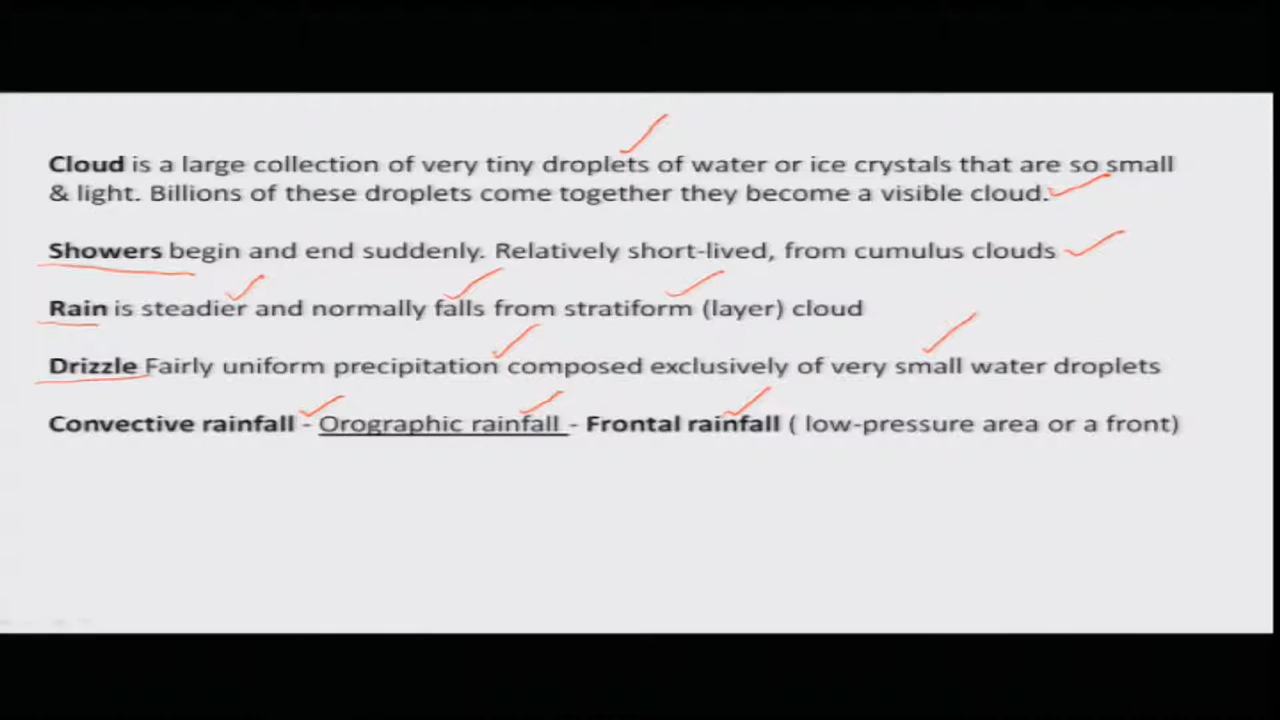 Cloud is a large collection of very tiny droplets of water or ice crystals that are so small
& light. Billions of these droplets come together they become a visible cloud.
Showers begin and end suddenly. Relatively short-lived, from cumulus clouds
Rain is steadier and normally falls from stratiform (layer) cloud
Drizzle Fairly uniform precipitation composed exclusively of very small water droplets
Convective rainfall - Orographic rainfall - Frontal rainfall ( low-pressure area or a front)